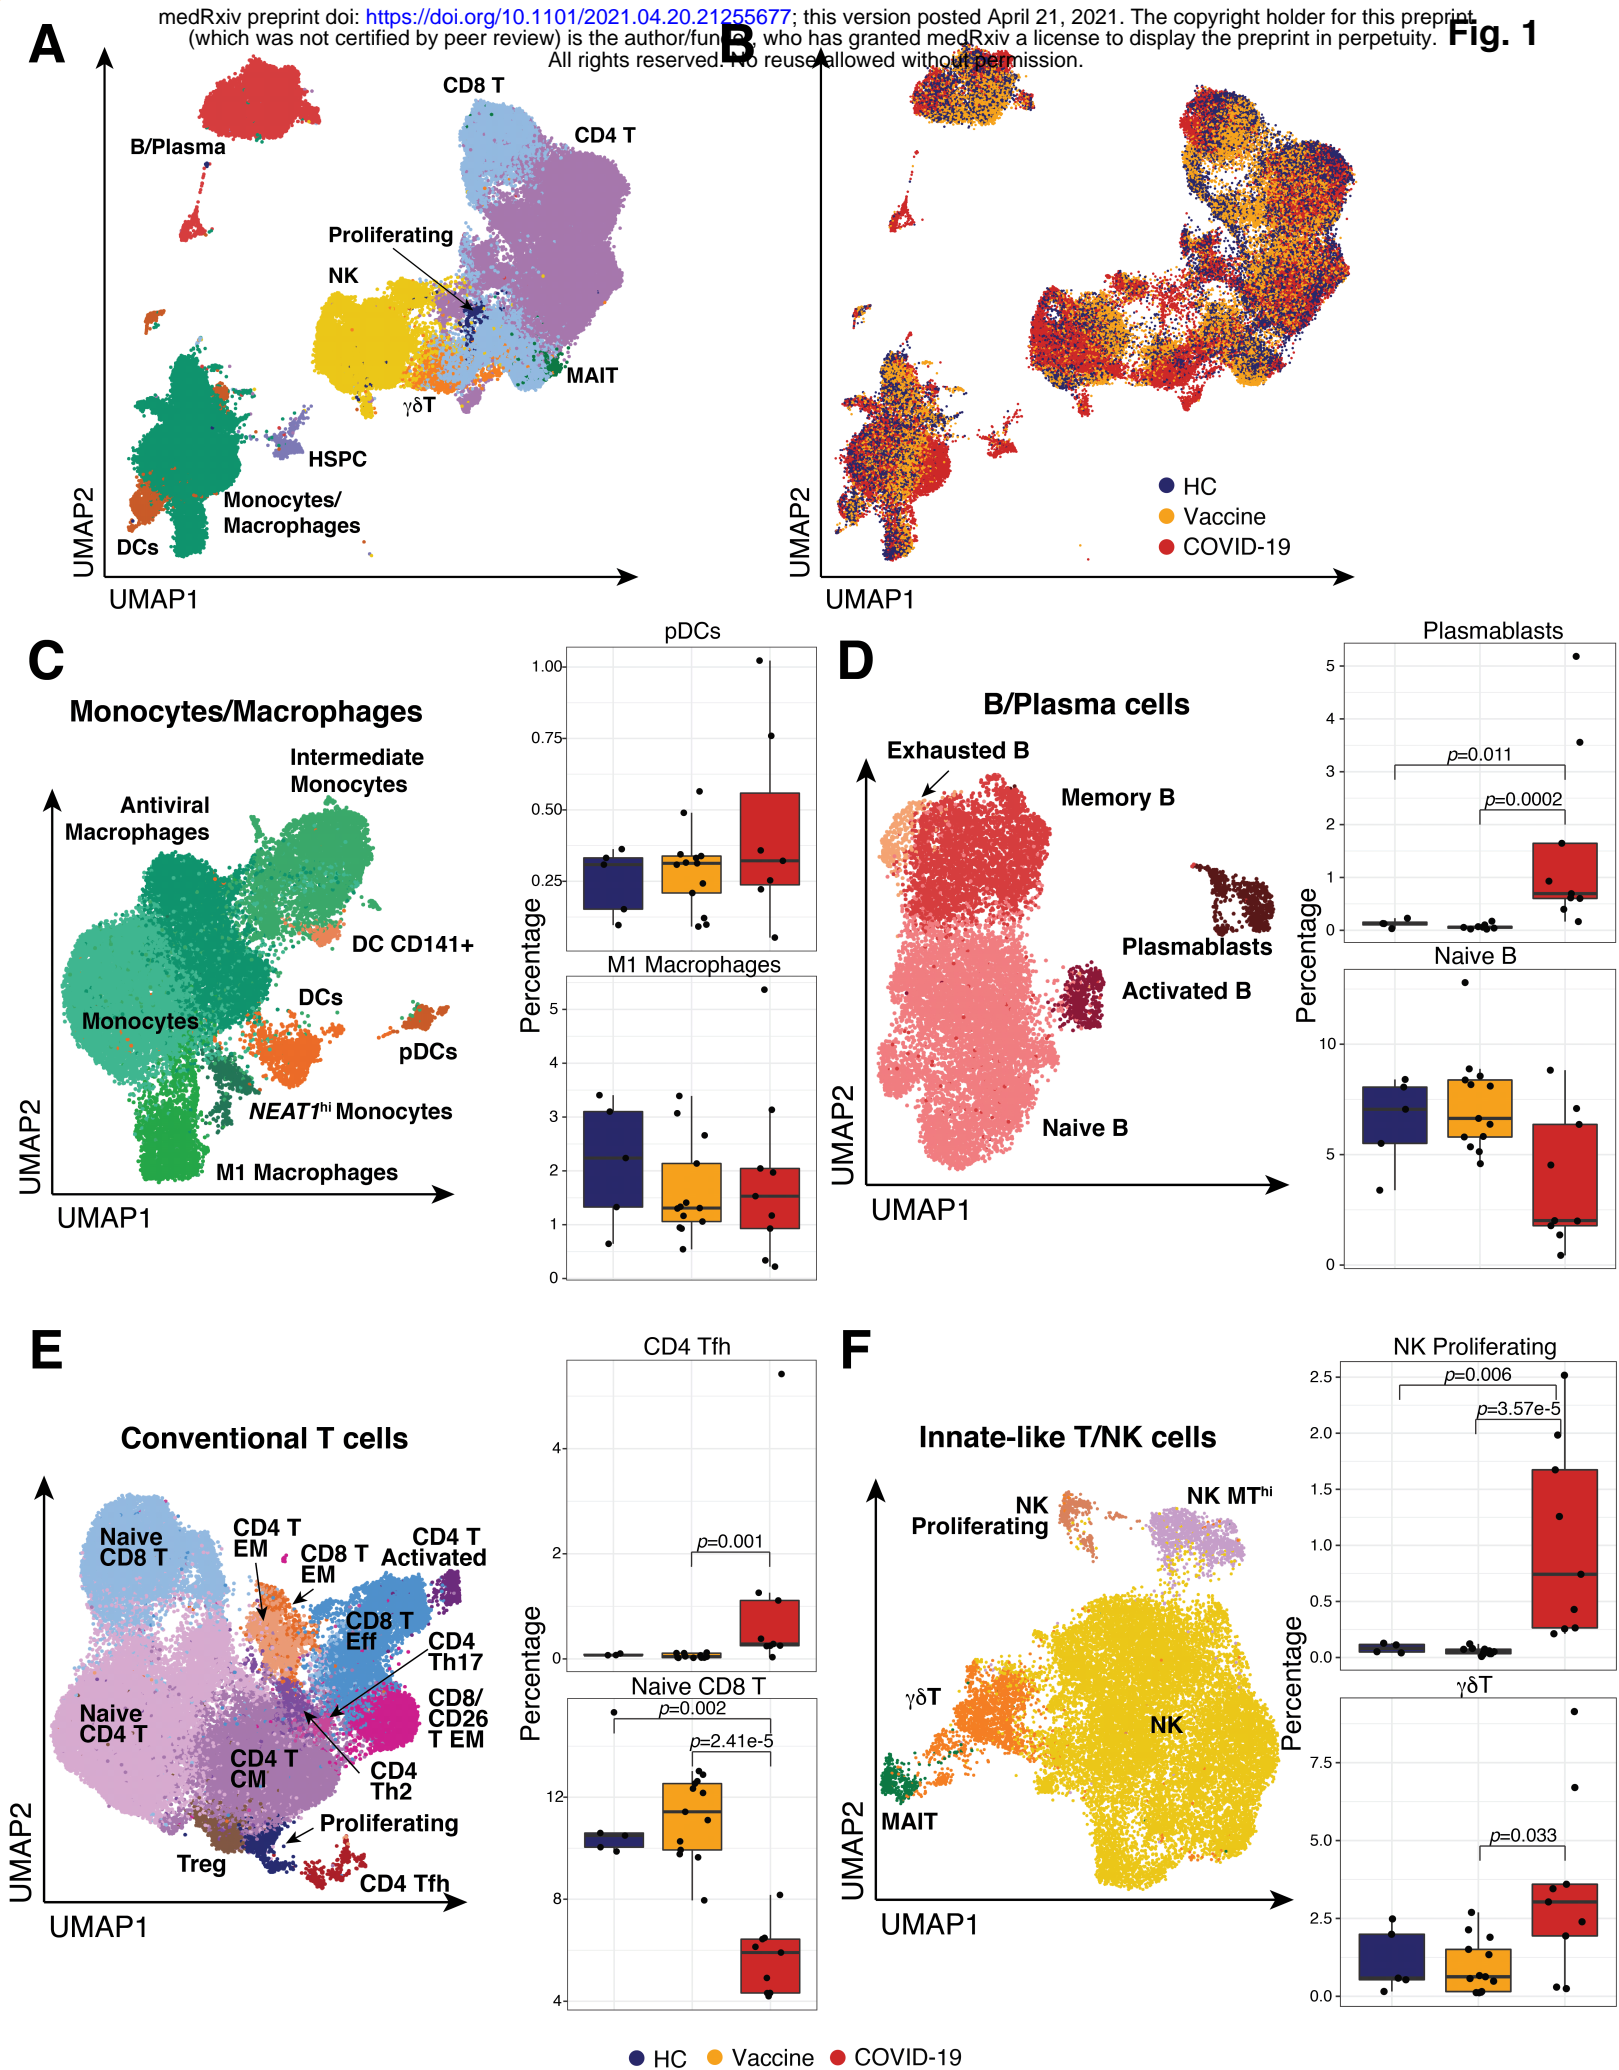 medRxiv preprint doi: https://doi.org/10.1101/2021.04.20.21255677; this version posted April 21, 2021. The copyright holder for this preprint
(which was not certified by peer review) is the author/funder, who has granted medRxiv a license to display the preprint in perpetuity.
All rights reserved. No reuse allowed without permission.
Fig. 1
A
B/Plasma
CD8 T
CD4 T
Proliferating
NK
MAIT
γδT
HSPC
Monocytes/
Macrophages
DCs
UMAP2
UMAP1
B
HC
Vaccine
COVID-19
UMAP2
UMAP1
C
Monocytes/Macrophages
Intermediate
Monocytes
Antiviral
Macrophages
DC CD141+
DCs
Monocytes
pDCs
NEAT1hi Monocytes
M1 Macrophages
UMAP2
UMAP1
pDCs
1.00
0.75
0.50
0.25
Percentage
M1 Macrophages
5
4
3
2
1
0
D
B/Plasma cells
Exhausted B
Memory B
Plasmablasts
Activated B
Naive B
UMAP2
UMAP1
Plasmablasts
5
4
3
2
1
0
p=0.011
p=0.0002
Percentage
Naive B
10
5
0
E
Conventional T cells
Naive
CD8 T
CD4 T
EM
CD8 T
EM
CD4 T
Activated
CD8 T
Eff
CD4
Th17
Naive
CD4 T
CD8/
CD26
T EM
CD4 T
CM
CD4
Th2
Proliferating
Treg
CD4 Tfh
UMAP2
UMAP1
CD4 Tfh
4
2
0
p=0.001
Percentage
Naive CD8 T
p=0.002
p=2.41e-5
12
8
4
F
Innate-like T/NK cells
NK
Proliferating
NK MThi
γδT
NK
MAIT
UMAP2
UMAP1
NK Proliferating
2.5
2.0
1.5
1.0
0.5
0.0
p=0.006
p=3.57e-5
Percentage
γδT
7.5
5.0
2.5
0.0
p=0.033
HC
Vaccine
COVID-19